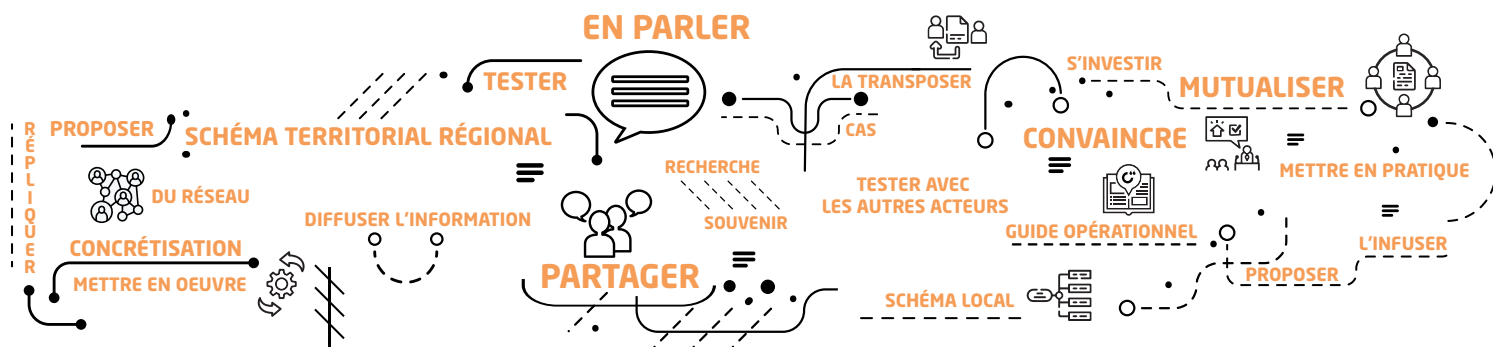 RÉPLIQUER
PROPOSER
SCHÉMA TERRITORIAL RÉGIONAL
DU RÉSEAU
CONCRÉTISATION
METTRE EN OEUVRE
DIFFUSER L'INFORMATION
TESTER
EN PARLER
PARTAGER
RECHERCHE
SOUVENIR
LA TRANSPOSER
CAS
TESTER AVEC
LES AUTRES ACTEURS
SCHÉMA LOCAL
S'INVESTIR
CONVAINCRE
GUIDE OPÉRATIONNEL
MUTUALISER
METTRE EN PRATIQUE
L'INFUSER
PROPOSER